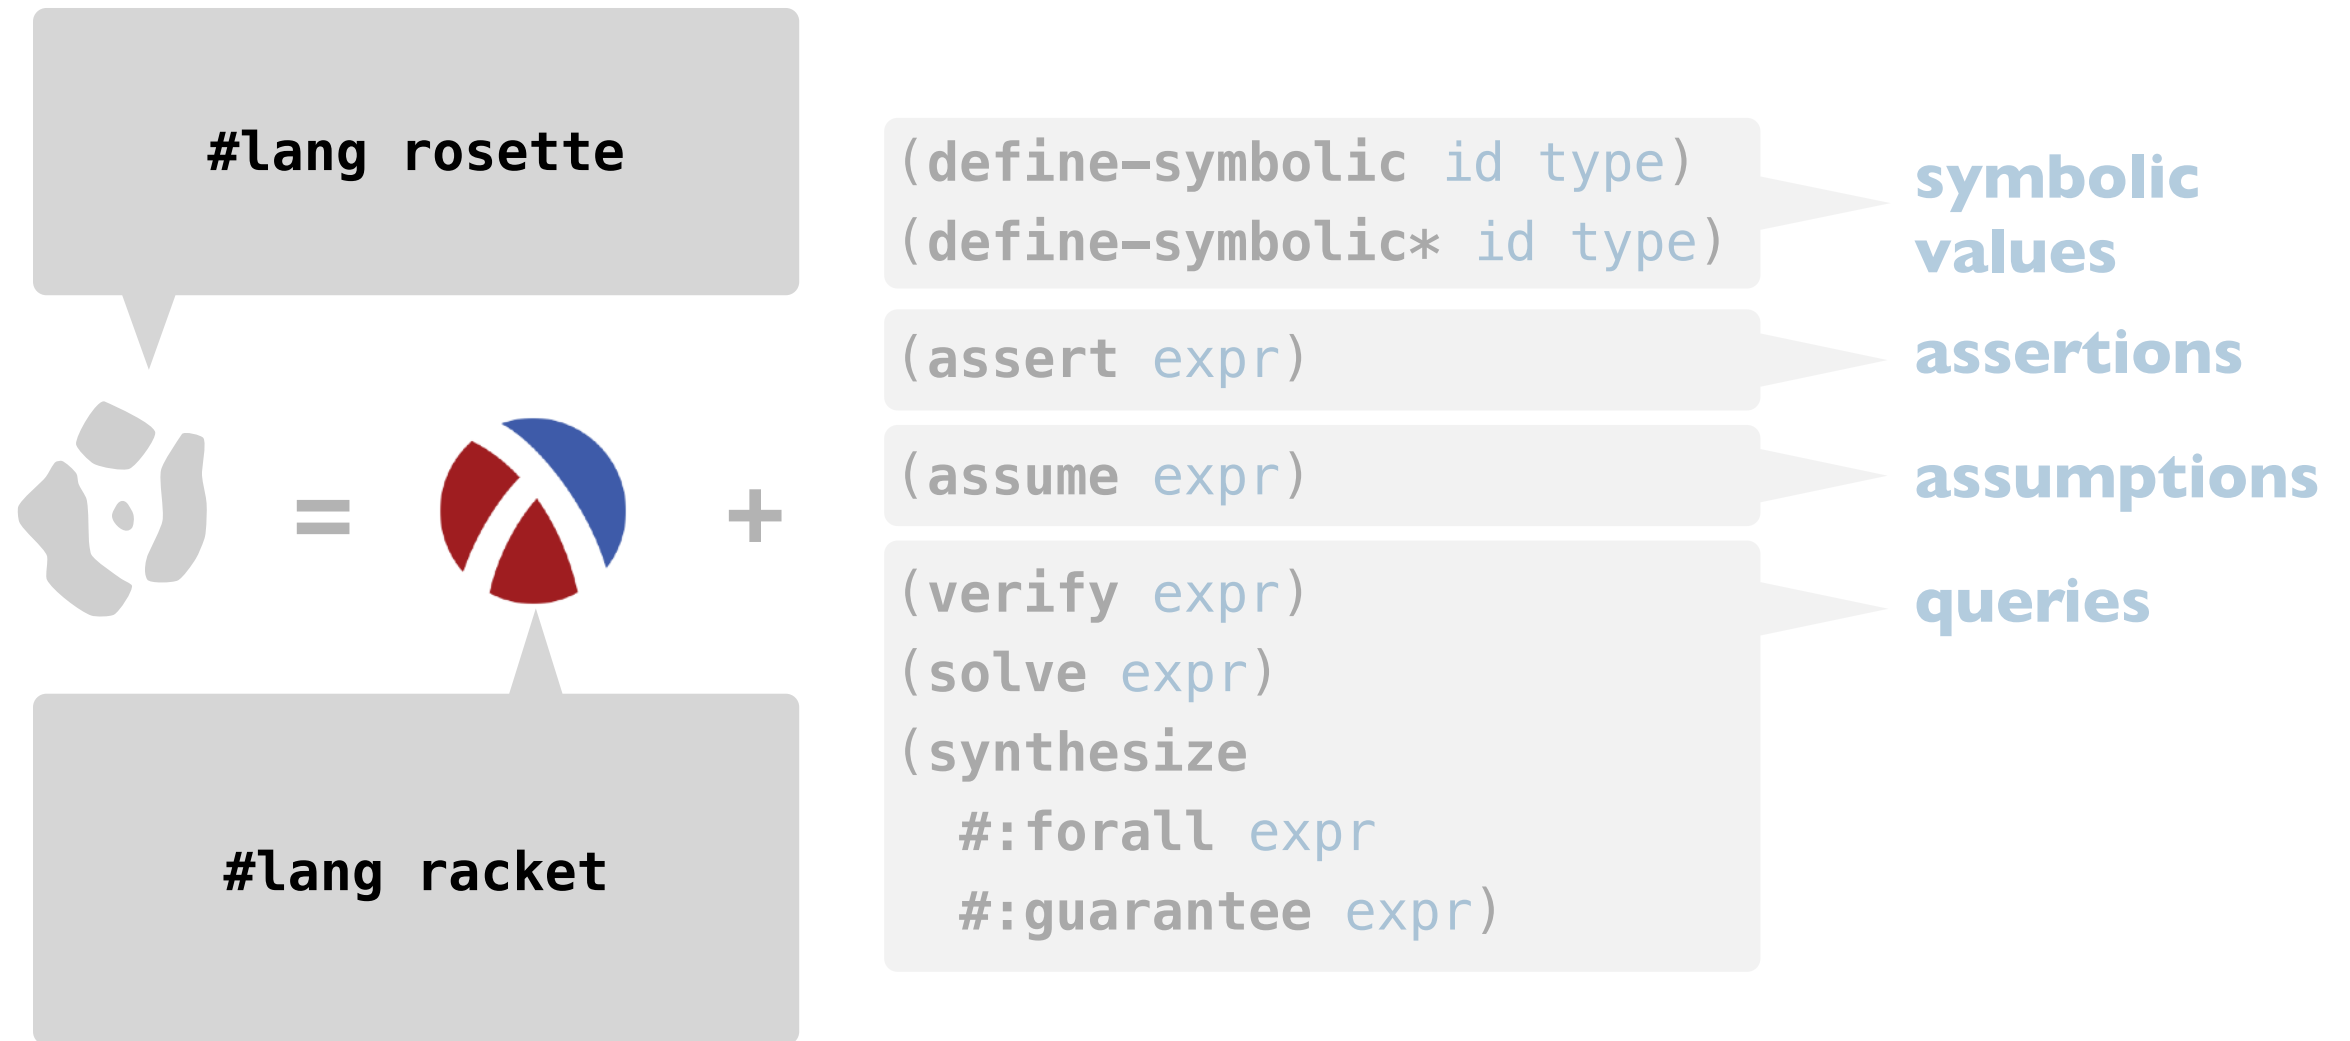 #lang rosette
=
+
#lang racket
(define-symbolic id type)
(define-symbolic* id type)
symbolic
values
(assert expr)
assertions
(assume expr)
assumptions
(verify expr)
(solve expr)
(synthesize
#:forall expr
#:guarantee expr)
queries